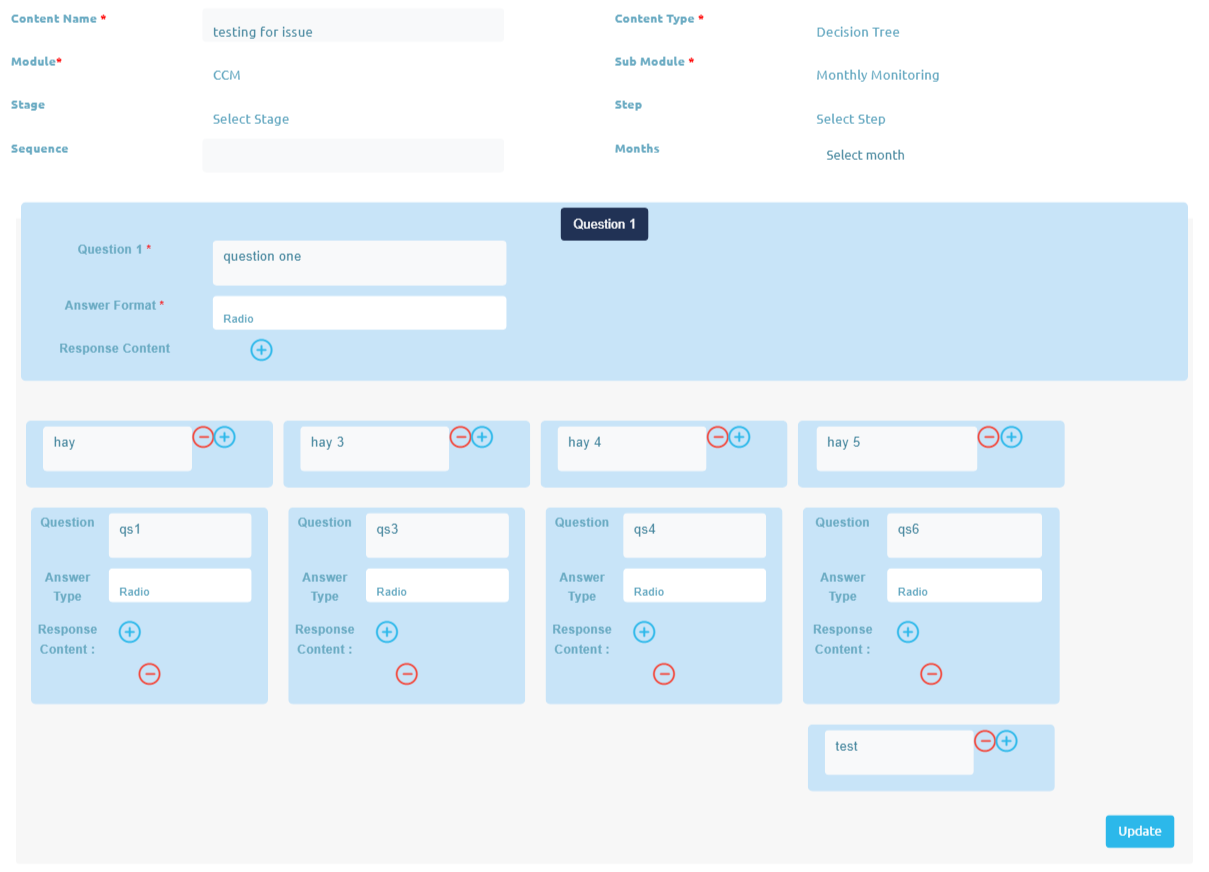 Content Name *
testing for issue
Content Type *
Decision Tree
Module*
CCM
Sub Module *
Monthly Monitoring
Stage
Select Stage
Step
Select Step
Sequence
Months
Select month
Question 1
Question 1 *
question one
Answer Format *
Radio
Response Content
hay
hay 3
hay 4
hay 5
Question
qs1
Answer
Type
Radio
Response
Content :
Question
qs3
Answer
Type
Radio
Response
Content :
Question
qs4
Answer
Type
Radio
Response
Content :
Question
qs6
Answer
Type
Radio
Response
Content :
test
Update